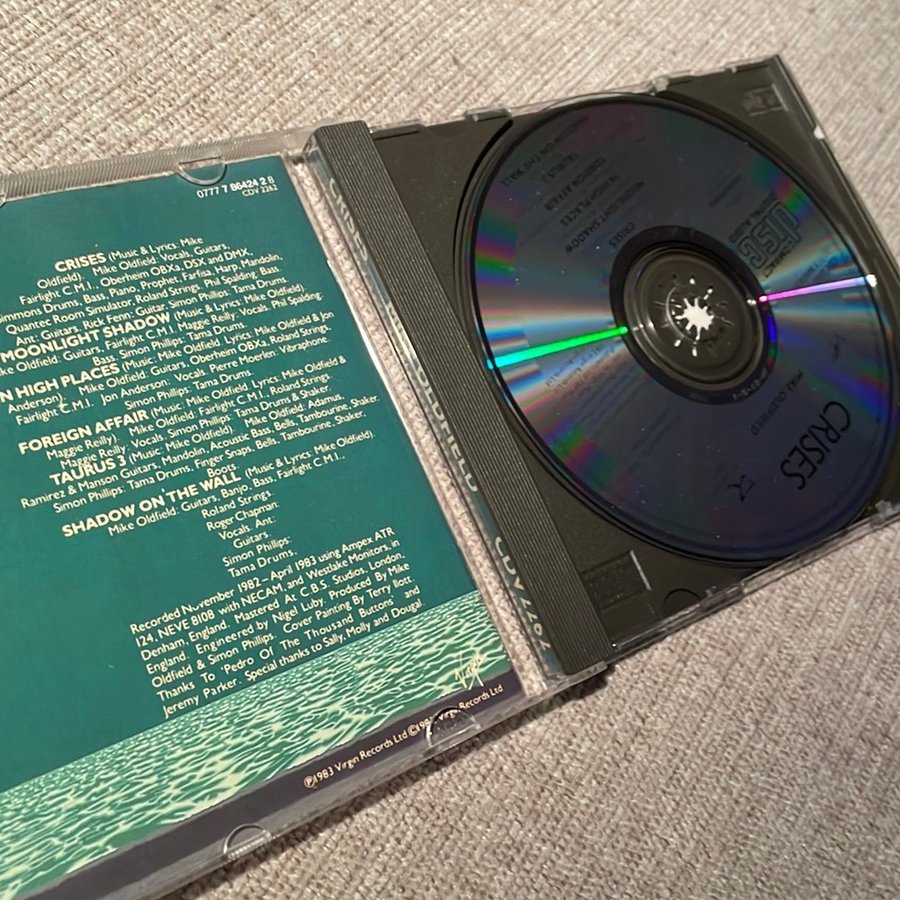 0777 7 86424 2 8
CDV 2262
CRISES (Music & Lyrics: Mike
Oldfield). Mike Oldfield: Vocals, Guitars,
Fairlight C.M.I., Oberheim OBXa, DSX and DMX,
Simmons Drums, Bass, Piano, Prophet, Farfisa, Harp, Mandolin,
Quantec Room Simulator, Roland Strings. Phil Spalding: Bass.
Ant: Guitars. Rick Fenn: Guitar, Simon Phillips: Tama Drums.
MOONLIGHT SHADOW (Music & Lyrics: Mike Oldfield).
Mike Oldfield: Guitars, Fairlight C.M.I. Maggie Reilly: Vocals. Phil Spalding:
Bass. Simon Phillips: Tama Drums.
IN HIGH PLACES (Music: Mike Oldfield. Lyrics: Mike Oldfield & Jon
Anderson). Mike Oldfield: Guitars, Oberheim OBXa, Roland Strings,
Fairlight C.M.I. Jon Anderson: Vocals. Pierre Moerlen: Vibraphone.
Simon Phillips: Tama Drums.
FOREIGN AFFAIR (Music: Mike Oldfield. Lyrics: Mike Oldfield &
Maggie Reilly). Mike Oldfield: Fairlight C.M.I., Roland Strings.
Maggie Reilly: Vocals. Simon Phillips: Tama Drums & Shaker.
TAURUS 3 (Music: Mike Oldfield) Mike Oldfield: Adamus,
Ramirez & Manson Guitars, Mandolin, Acoustic Bass, Bells, Tambourine, Shaker.
Simon Phillips: Tama Drums, Finger Snaps, Bells, Tambourine, Shaker,
Boots.
SHADOW ON THE WALL (Music & Lyrics: Mike Oldfield).
Mike Oldfield: Guitars, Banjo, Bass, Fairlight C.M.I.,
Roland Strings.
Roger Chapman:
Vocals. Ant:
Guitars.
Simon Phillips:
Tama Drums.
Recorded November 1982 – April 1983 using Ampex ATR
124, NEVE 8108 with NECAM, and Westlake Monitors, in
Denham, England. Mastered At C.B.S. Studios, London,
England. Engineered by Nigel Luby. Produced By Mike
Oldfield & Simon Phillips. Cover Painting By Terry Ilott.
Thanks To 'Pedro Of The Thousand Buttons' and
Jeremy Parker. Special thanks to Sally, Molly and Dougal
Virgin
℗1983 Virgin Records Ltd ©1983 Virgin Records Ltd
CRISES MIKE OLDFIELD CDV2262
CRISES
MIKE OLDFIELD
CRISES
MOONLIGHT SHADOW
IN HIGH PLACES
FOREIGN AFFAIR
TAURUS 3
SHADOW ON THE WALL
COMPACT
disc
DIGITAL AUDIO